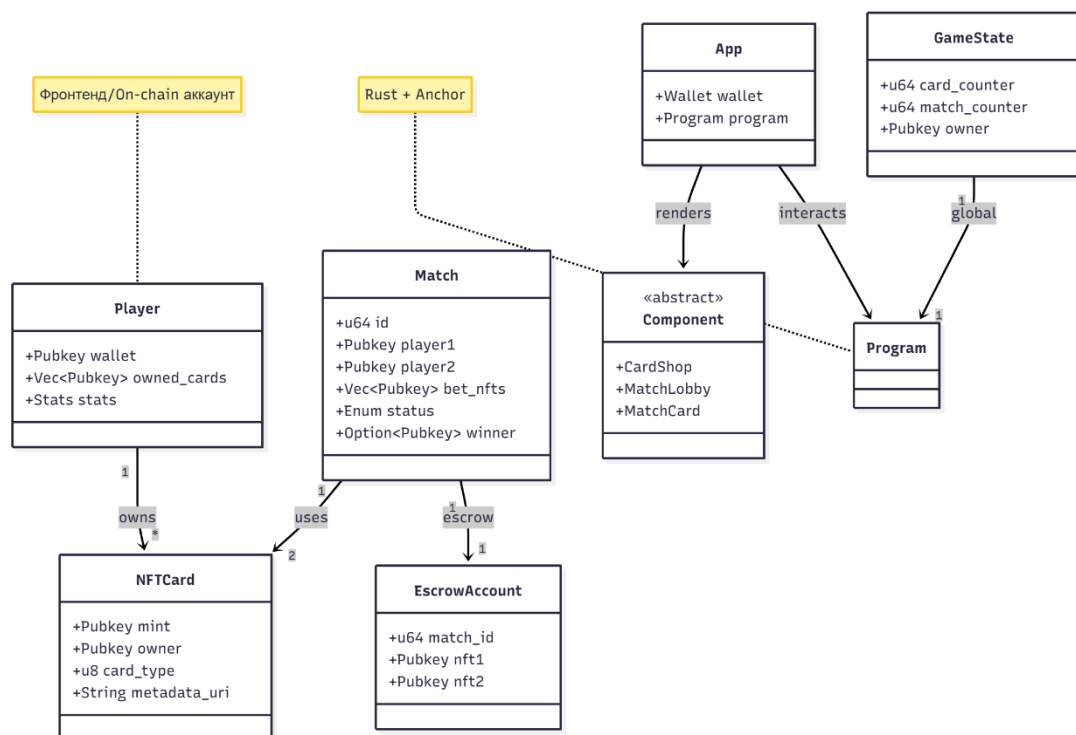 App
+Wallet wallet
+Program program
GameState
+u64 card_counter
+u64 match_counter
+Pubkey owner
Фронтенд/On-chain аккаунт
Rust + Anchor
renders
interacts
1
global
1
Player
+Pubkey wallet
+Vec<Pubkey> owned_cards
+Stats stats
Match
+u64 id
+Pubkey player1
+Pubkey player2
+Vec<Pubkey> bet_nfts
+Enum status
+Option<Pubkey> winner
«abstract»
Component
+CardShop
+MatchLobby
+MatchCard
Program
1
owns
*
1
uses
2
1
escrow
1
NFTCard
+Pubkey mint
+Pubkey owner
+u8 card_type
+String metadata_uri
EscrowAccount
+u64 match_id
+Pubkey nft1
+Pubkey nft2